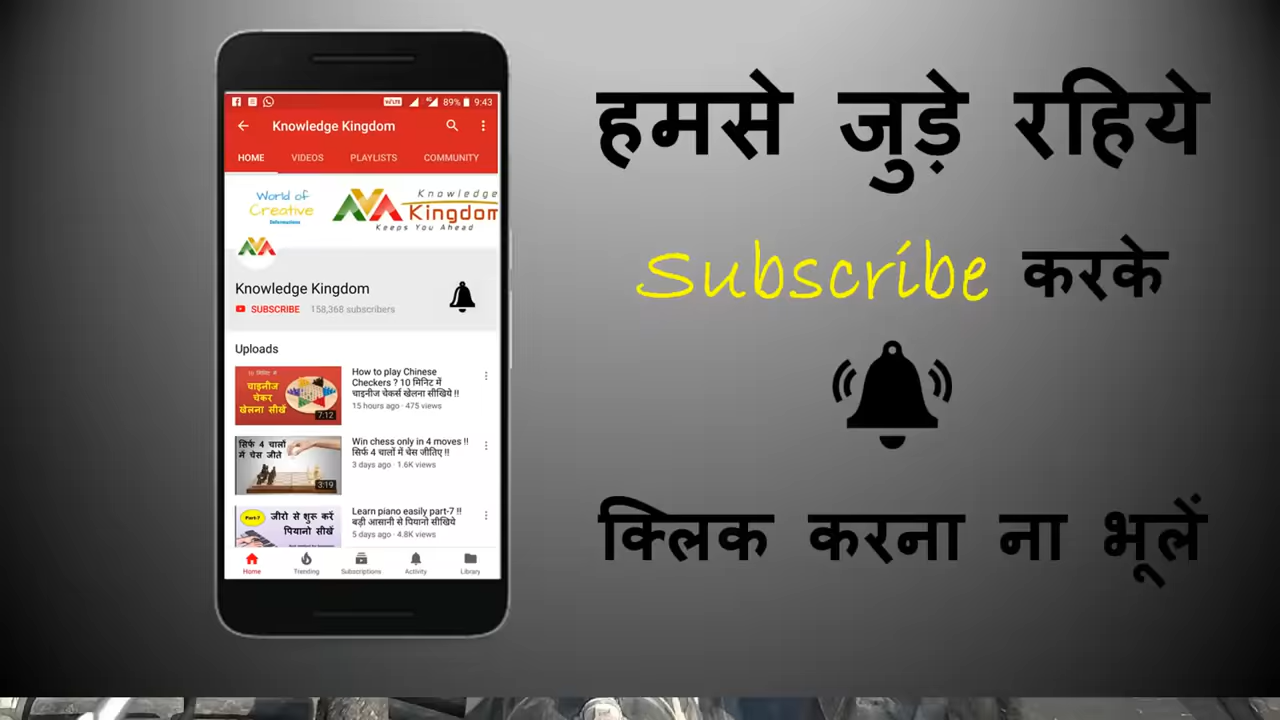 89% 9:43
Knowledge Kingdom
HOME VIDEOS PLAYLISTS COMMUNITY
World of
Creative
Knowledge
Kingdom
Keeps You Ahead
Knowledge Kingdom
SUBSCRIBE 158,368 subscribers
Uploads
10 मिनिट में
चाइनीज
चेकर
खेलना सीखें
7:12
How to play Chinese
Checkers ? 10 मिनिट में
चाइनीज चेकर्स खेलना सीखिये !!
15 hours ago · 475 views
सिर्फ 4 चालों
में चेस जीते
3:19
Win chess only in 4 moves !!
सिर्फ 4 चालों में चेस जीतिए !!
3 days ago · 1.6K views
Part-7
जीरो से शुरू करें
पियानो सीखें
Learn piano easily part-7 !!
बड़ी आसानी से पियानो सीखिये
5 days ago · 4.8K views
Home Trending Subscriptions Activity Library
हमसे जुड़े रहिये
Subscribe करके
क्लिक करना ना भूलें